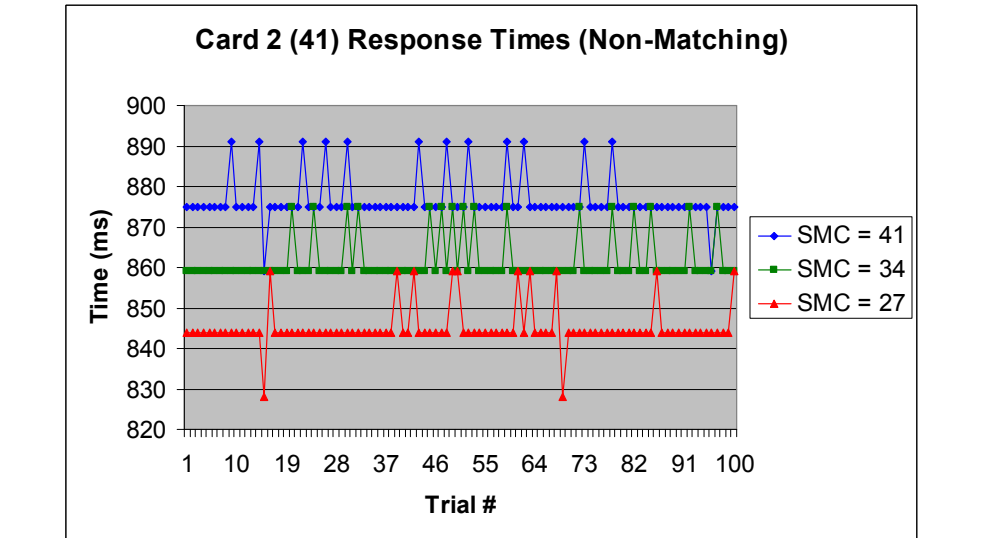 Card 2 (41) Response Times (Non-Matching)
900
890
880
870
860
850
840
830
820
Time (ms)
1 10 19 28 37 46 55 64 73 82 91 100
Trial #
SMC = 41
SMC = 34
SMC = 27